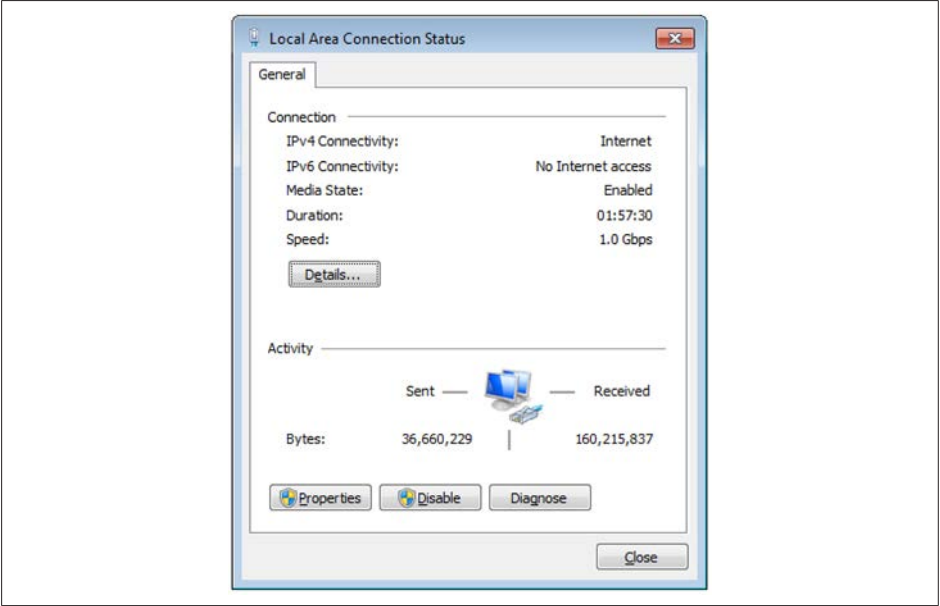 Local Area Connection Status
General
Connection
IPv4 Connectivity: Internet
IPv6 Connectivity: No Internet access
Media State: Enabled
Duration: 01:57:30
Speed: 1.0 Gbps
Details...
Activity
Sent Received
Bytes: 36,660,229 160,215,837
Properties Disable Diagnose
Close